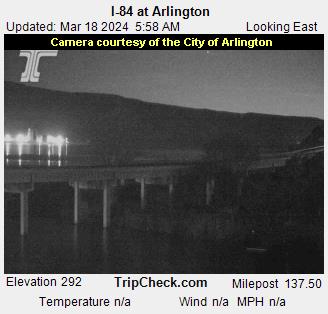 I-84 at Arlington
Updated: Mar 18 2024 5:58 AM Looking East
Camera courtesy of the City of Arlington
Elevation 292 TripCheck.com Milepost 137.50
Temperature n/a Wind n/a MPH n/a